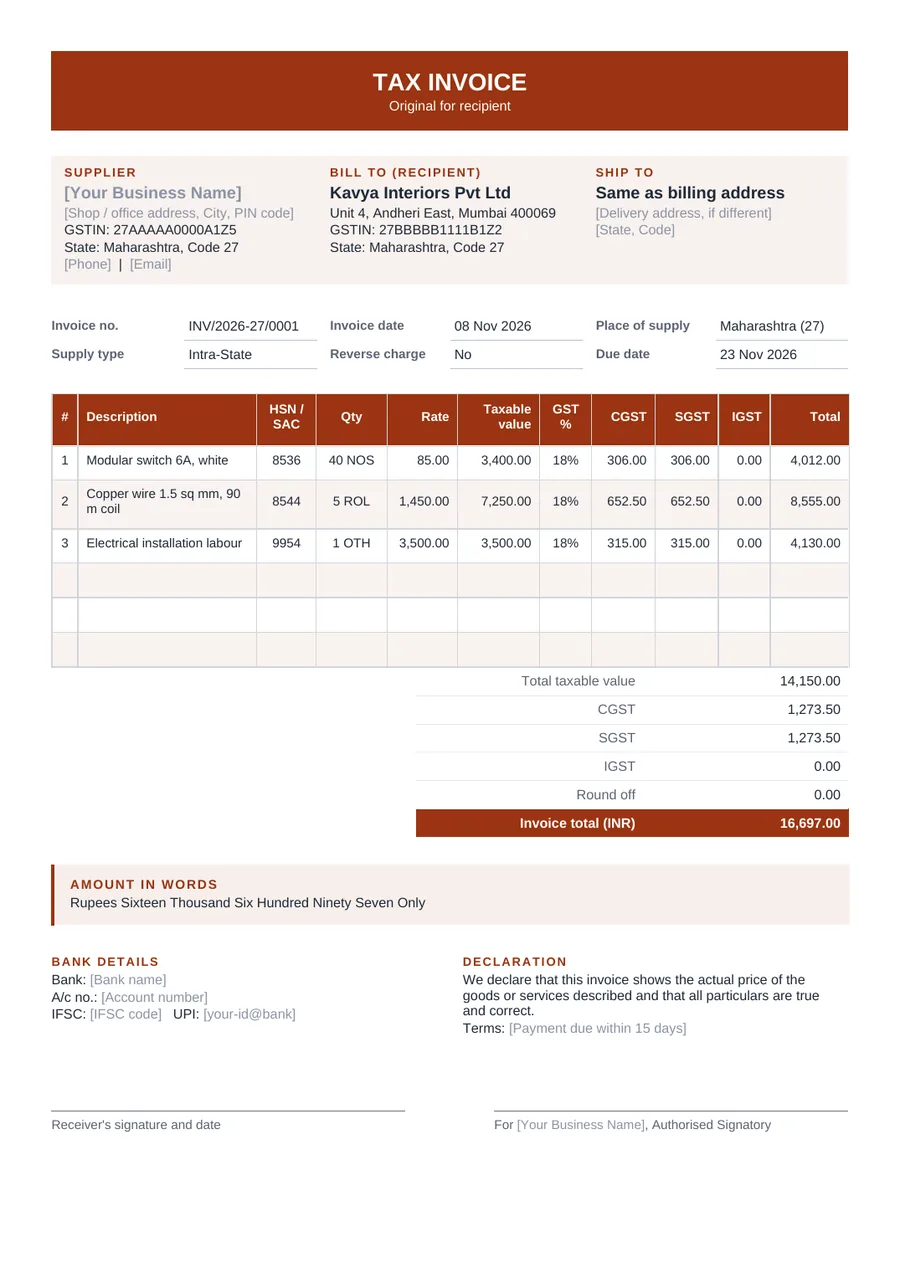 TAX INVOICE
Original for recipient
SUPPLIER
[Your Business Name]
[Shop / office address, City, PIN code]
GSTIN: 27AAAAA0000A1Z5
State: Maharashtra, Code 27
[Phone] | [Email]
BILL TO (RECIPIENT)
Kavya Interiors Pvt Ltd
Unit 4, Andheri East, Mumbai 400069
GSTIN: 27BBBBB1111B1Z2
State: Maharashtra, Code 27
SHIP TO
Same as billing address
[Delivery address, if different]
[State, Code]
Invoice no. INV/2026-27/0001 Invoice date 08 Nov 2026 Place of supply Maharashtra (27)
Supply type Intra-State Reverse charge No Due date 23 Nov 2026
# Description HSN / SAC Qty Rate Taxable value GST % CGST SGST IGST Total
1 Modular switch 6A, white 8536 40 NOS 85.00 3,400.00 18% 306.00 306.00 0.00 4,012.00
2 Copper wire 1.5 sq mm, 90 m coil 8544 5 ROL 1,450.00 7,250.00 18% 652.50 652.50 0.00 8,555.00
3 Electrical installation labour 9954 1 OTH 3,500.00 3,500.00 18% 315.00 315.00 0.00 4,130.00
Total taxable value 14,150.00
CGST 1,273.50
SGST 1,273.50
IGST 0.00
Round off 0.00
Invoice total (INR) 16,697.00
AMOUNT IN WORDS
Rupees Sixteen Thousand Six Hundred Ninety Seven Only
BANK DETAILS
Bank: [Bank name]
A/c no.: [Account number]
IFSC: [IFSC code] UPI: [your-id@bank]
DECLARATION
We declare that this invoice shows the actual price of the
goods or services described and that all particulars are true
and correct.
Terms: [Payment due within 15 days]
Receiver's signature and date
For [Your Business Name], Authorised Signatory